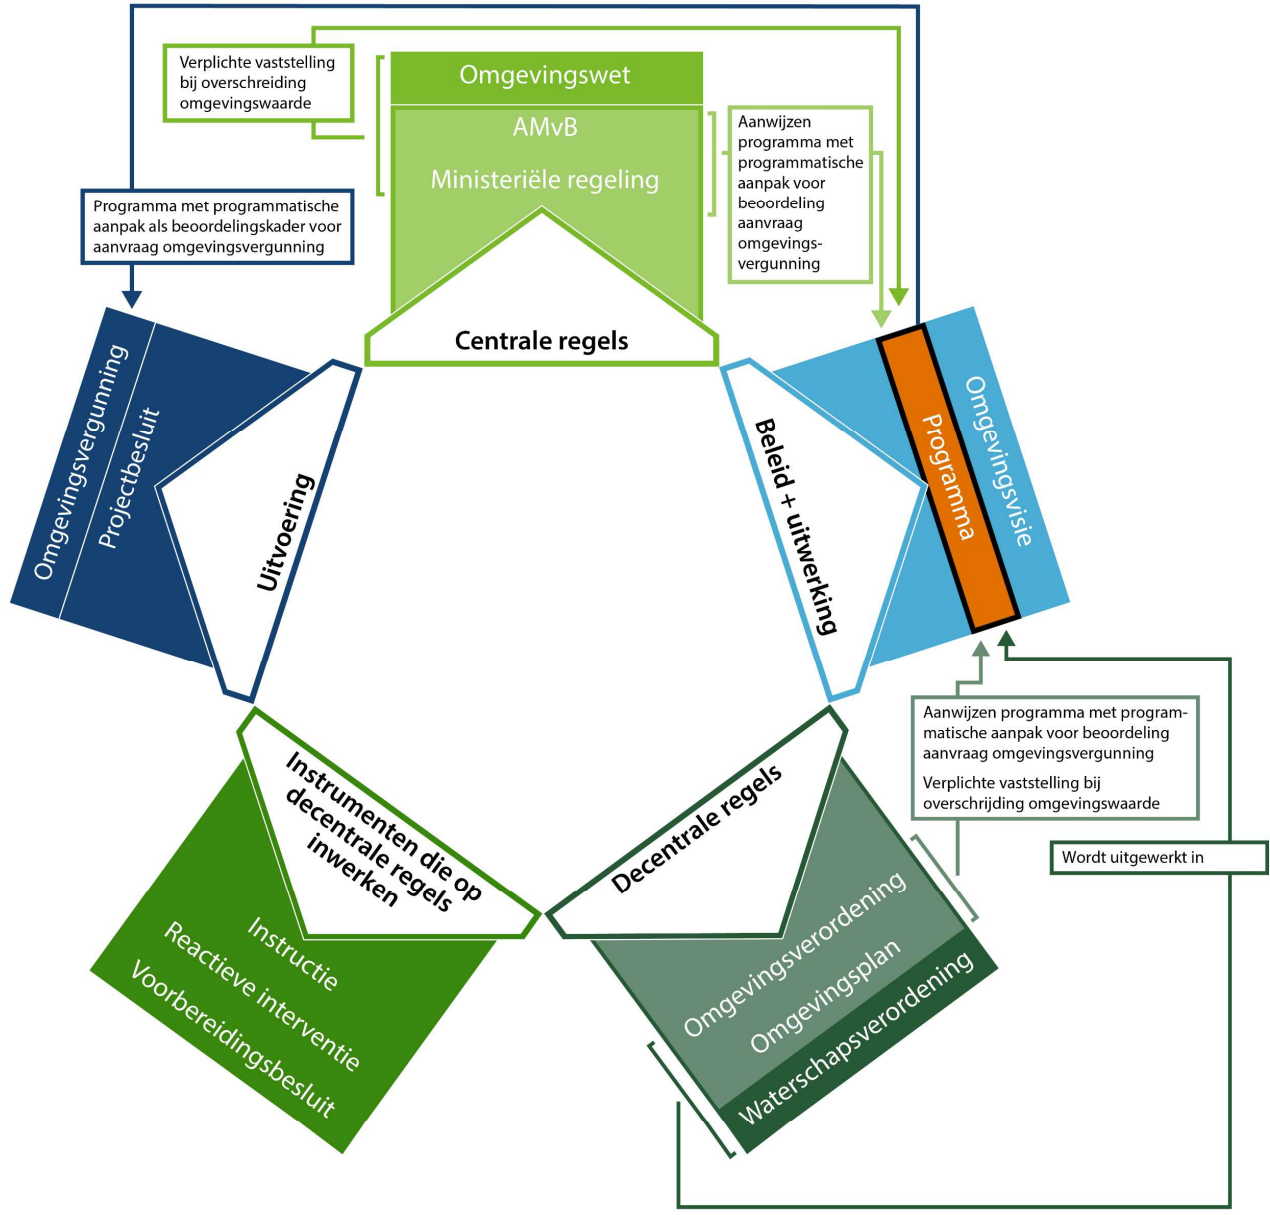 Verplichte vaststelling
bij overschreiding
omgevingswaarde
Omgevingswet
AMvB
Ministeriële regeling
Aanwijzen
programma met
programmatische
aanpak voor
beoordeling
aanvraag
omgevings-
vergunning
Programma met programmatische
aanpak als beoordelingskader voor
aanvraag omgevingsvergunning
Centrale regels
Omgevingsvergunning
Projectbesluit
Uitvoering
Beleid + uitwerking
Programma
Omgevingsvisie
Aanwijzen programma met program-
matische aanpak voor beoordeling
aanvraag omgevingsvergunning
Verplichte vaststelling bij
overschrijding omgevingswaarde
Wordt uitgewerkt in
Instrumenten die op
decentrale regels
inwerken
Instructie
Reactieve interventie
Voorbereidingsbesluit
Decentrale regels
Omgevingsverordening
Omgevingsplan
Waterschapsverordening